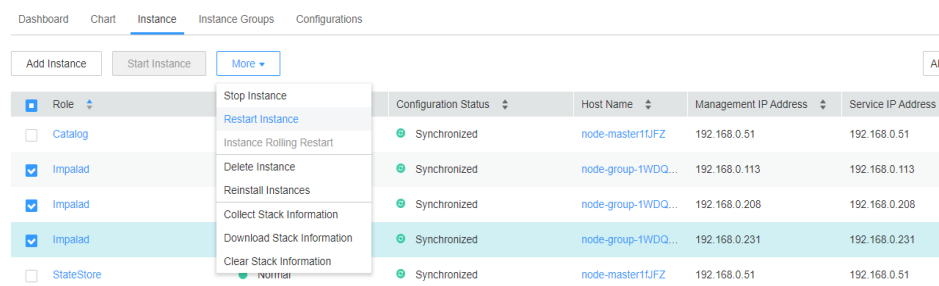 Dashboard Chart Instance Instance Groups Configurations
Add Instance Start Instance More
Stop Instance
Restart Instance
Instance Rolling Restart
Delete Instance
Reinstall Instances
Collect Stack Information
Download Stack Information
Clear Stack Information
Role Configuration Status Host Name Management IP Address Service IP Address
Catalog Synchronized node-master1fJFZ 192.168.0.51 192.168.0.51
Impalad Synchronized node-group-1WDQ... 192.168.0.113 192.168.0.113
Impalad Synchronized node-group-1WDQ... 192.168.0.208 192.168.0.208
Impalad Synchronized node-group-1WDQ... 192.168.0.231 192.168.0.231
StateStore Normal Synchronized node-master1fJFZ 192.168.0.51 192.168.0.51